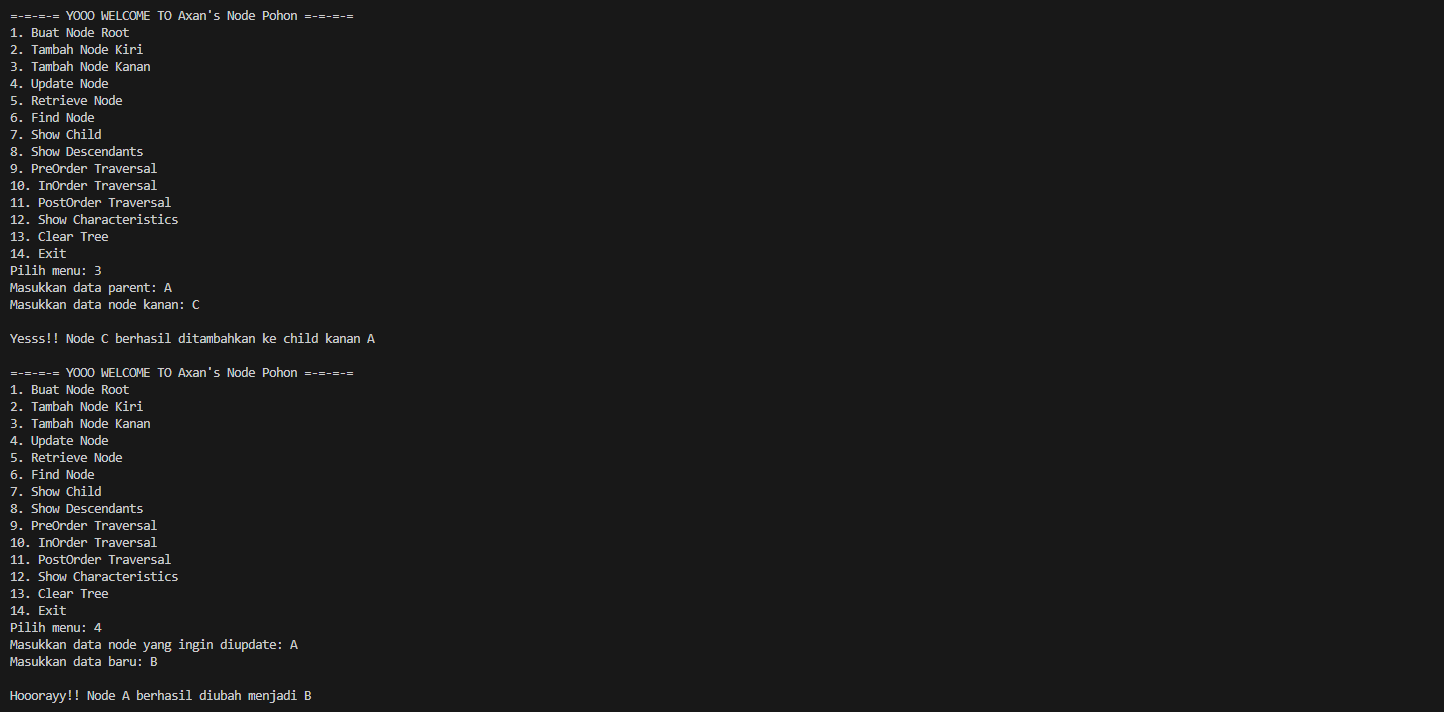 =-=-=-= YOOO WELCOME TO Axan's Node Pohon =-=-=-=
1. Buat Node Root
2. Tambah Node Kiri
3. Tambah Node Kanan
4. Update Node
5. Retrieve Node
6. Find Node
7. Show Child
8. Show Descendants
9. PreOrder Traversal
10. InOrder Traversal
11. PostOrder Traversal
12. Show Characteristics
13. Clear Tree
14. Exit
Pilih menu: 3
Masukkan data parent: A
Masukkan data node kanan: C
Yesss!! Node C berhasil ditambahkan ke child kanan A
=-=-=-= YOOO WELCOME TO Axan's Node Pohon =-=-=-=
1. Buat Node Root
2. Tambah Node Kiri
3. Tambah Node Kanan
4. Update Node
5. Retrieve Node
6. Find Node
7. Show Child
8. Show Descendants
9. PreOrder Traversal
10. InOrder Traversal
11. PostOrder Traversal
12. Show Characteristics
13. Clear Tree
14. Exit
Pilih menu: 4
Masukkan data node yang ingin diupdate: A
Masukkan data baru: B
Hooorayy!! Node A berhasil diubah menjadi B